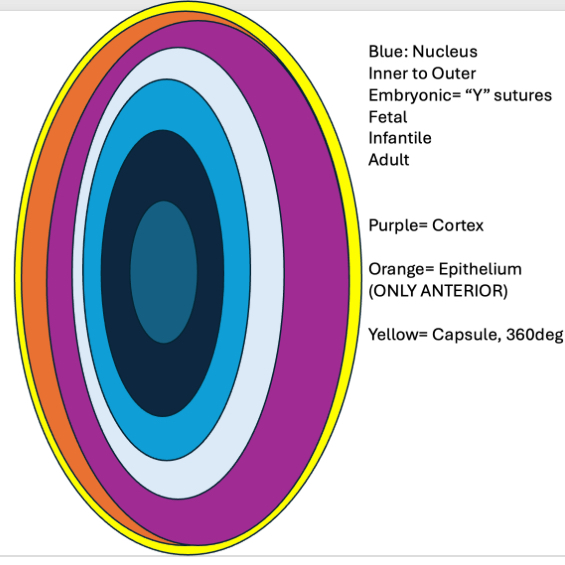 Blue: Nucleus
Inner to Outer
Embryonic= “Y” sutures
Fetal
Infantile
Adult
Purple= Cortex
Orange= Epithelium
(ONLY ANTERIOR)
Yellow= Capsule, 360deg